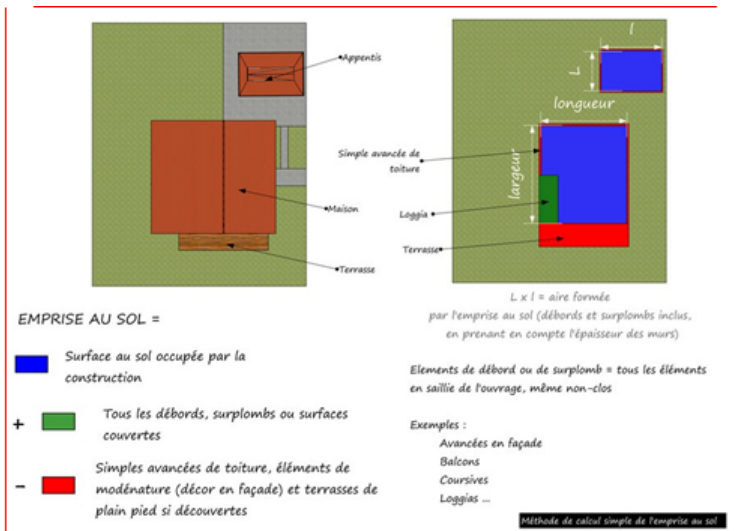 Appentis
Maison
Terrasse
l
L
longueur
largeur
Simple avancée de
toiture
Loggia
Terrasse
L x l = aire formée
par l'emprise au sol (débords et surplombs inclus,
en prenant en compte l'épaisseur des murs)
EMPRISE AU SOL =
Surface au sol occupée par la
construction
+
Tous les débords, surplombs ou surfaces
couvertes
-
Simples avancées de toiture, éléments de
modénature (décor en façade) et terrasses de
plain pied si découvertes
Elements de débord ou de surplomb = tous les éléments
en saillie de l'ouvrage, même non-clos
Exemples :
Avancées en façade
Balcons
Coursives
Loggias ...
Méthode de calcul simple de l'emprise au sol